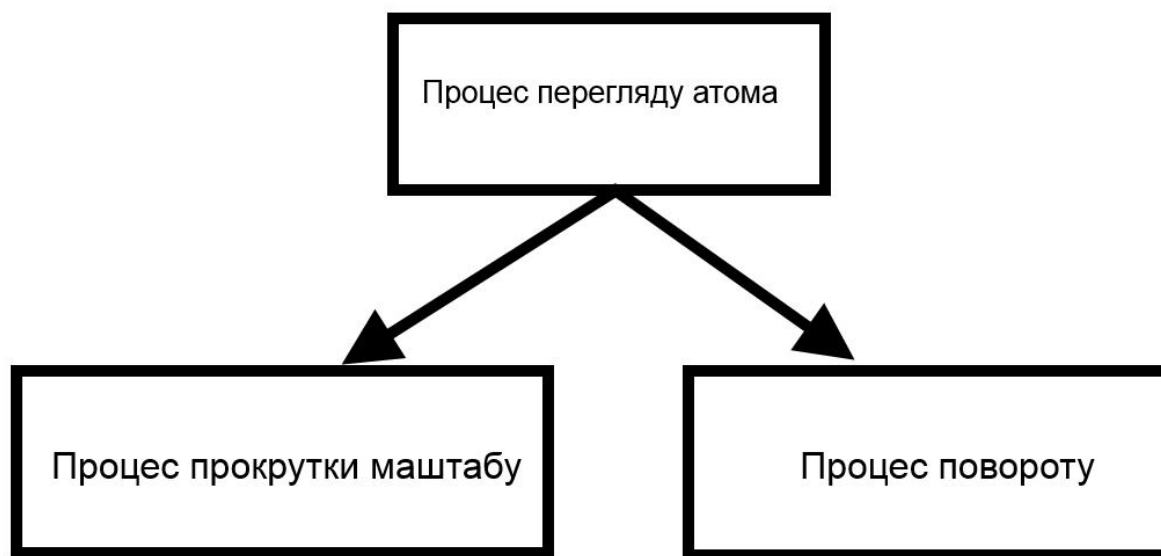 Процес перегляду атома
Процес прокрутки маштабу
Процес повороту